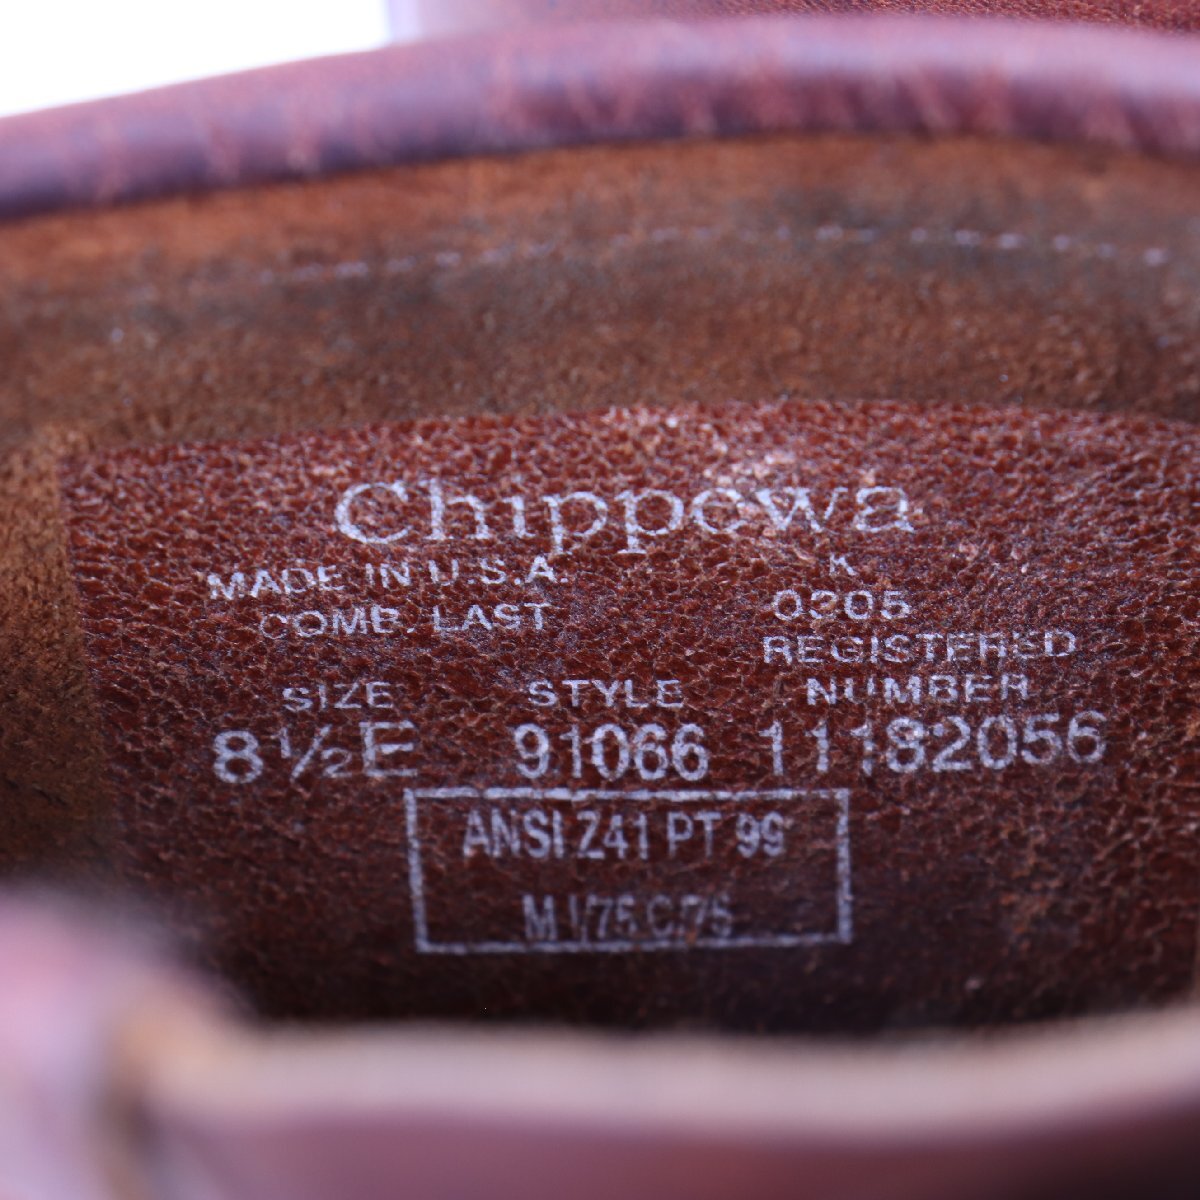 Chippewa
MADE IN U.S.A. K
COMB. LAST 0305
REGISTERED
SIZE STYLE NUMBER
8½E 91066 11182056
ANSI Z41 PT 99
M I/75 C/75